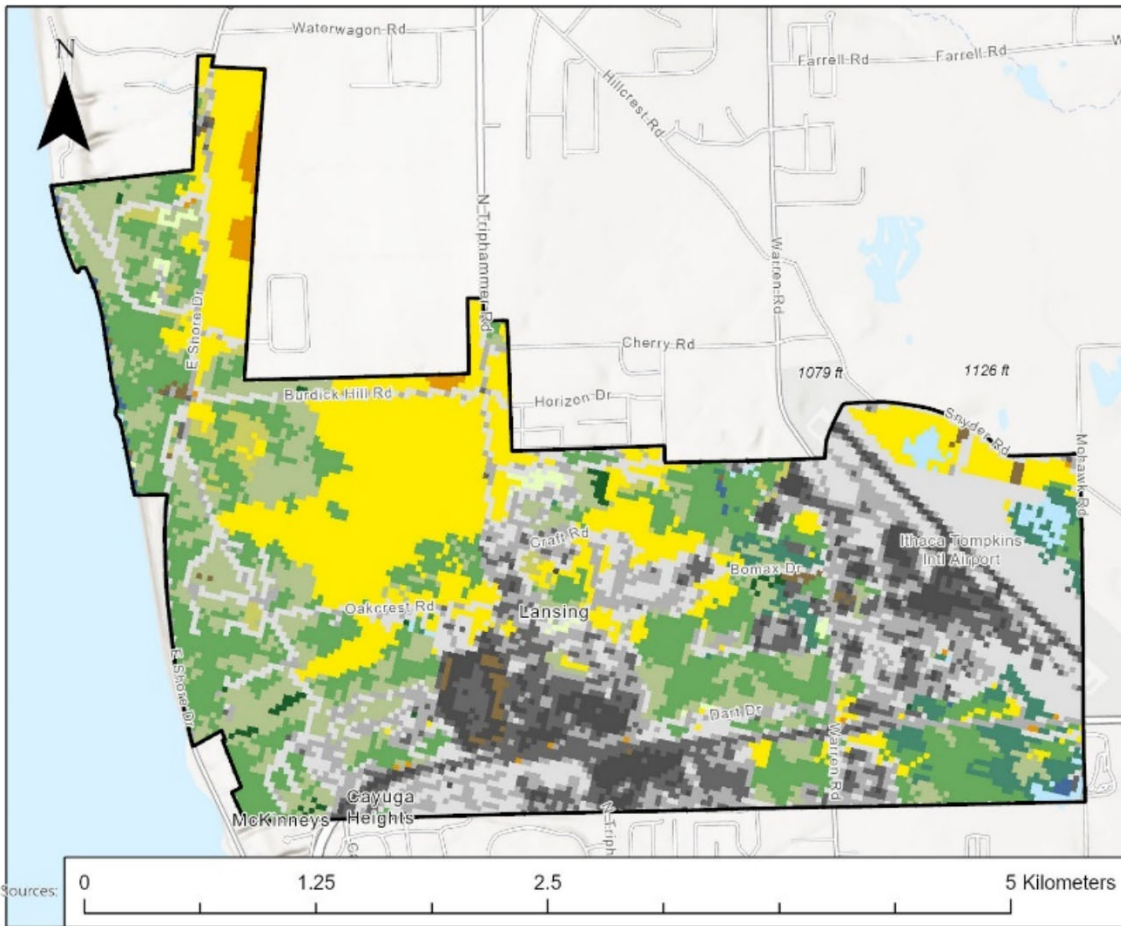 Waterwagon Rd
Farrell Rd
Farrell Rd
W
N
Hillcrest Rd
N Triphammer Rd
Warren Rd
E Shore Dr
Cherry Rd
1079 ft
1126 ft
Burdick Hill Rd
Horizon Dr
Snyder Rd
Mohawk Rd
Craft Rd
Ithaca Tompkins
Intl Airport
Bomax Dr
Oakcrest Rd
Lansing
E Shore Dr
Dart Dr
Warren Rd
Cayuga
Heights
McKinneys
N Triph
Ca
Sources:
0 1.25 2.5 5 Kilometers